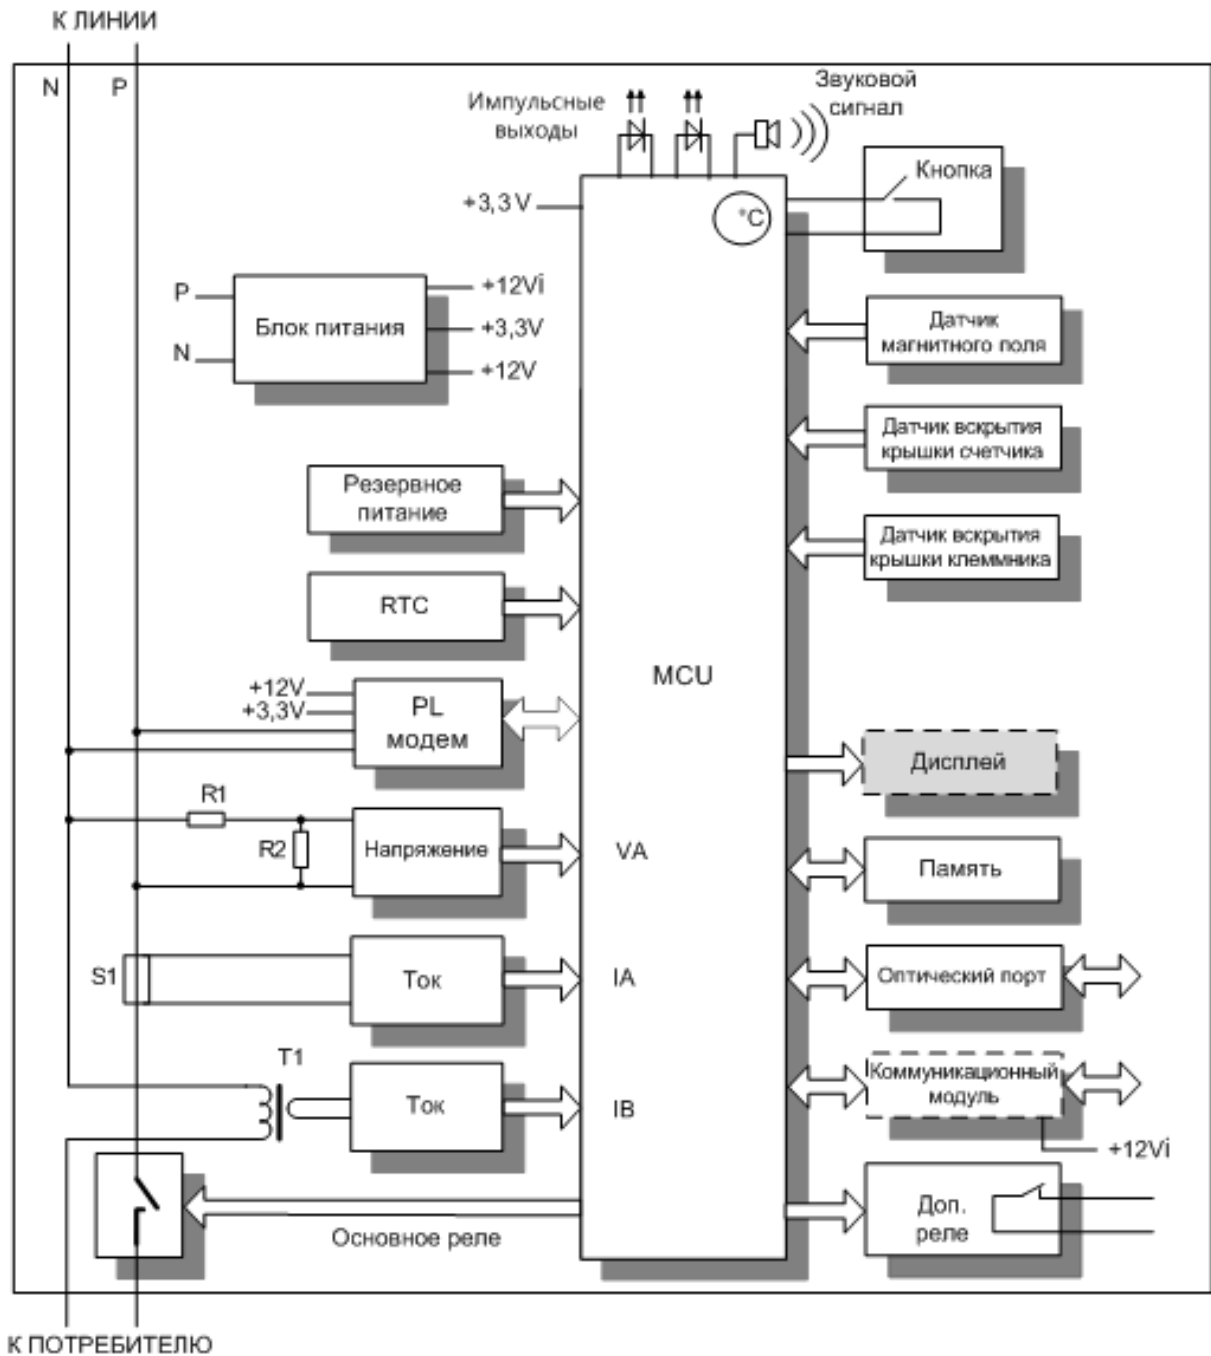 К ЛИНИИ
N
P
Импульсные
выходы
Звуковой
сигнал
+3,3 V
°C
Кнопка
P
N
Блок питания
+12Vi
+3,3V
+12V
Датчик
магнитного поля
Датчик вскрытия
крышки счетчика
Резервное
питание
Датчик вскрытия
крышки клеммника
RTC
MCU
+12V
+3,3V
PL
модем
Дисплей
R1
R2
Напряжение
VA
Память
S1
Ток
IA
Оптический порт
T1
Ток
IB
Коммуникационный
модуль
+12Vi
Основное реле
Доп.
реле
К ПОТРЕБИТЕЛЮ